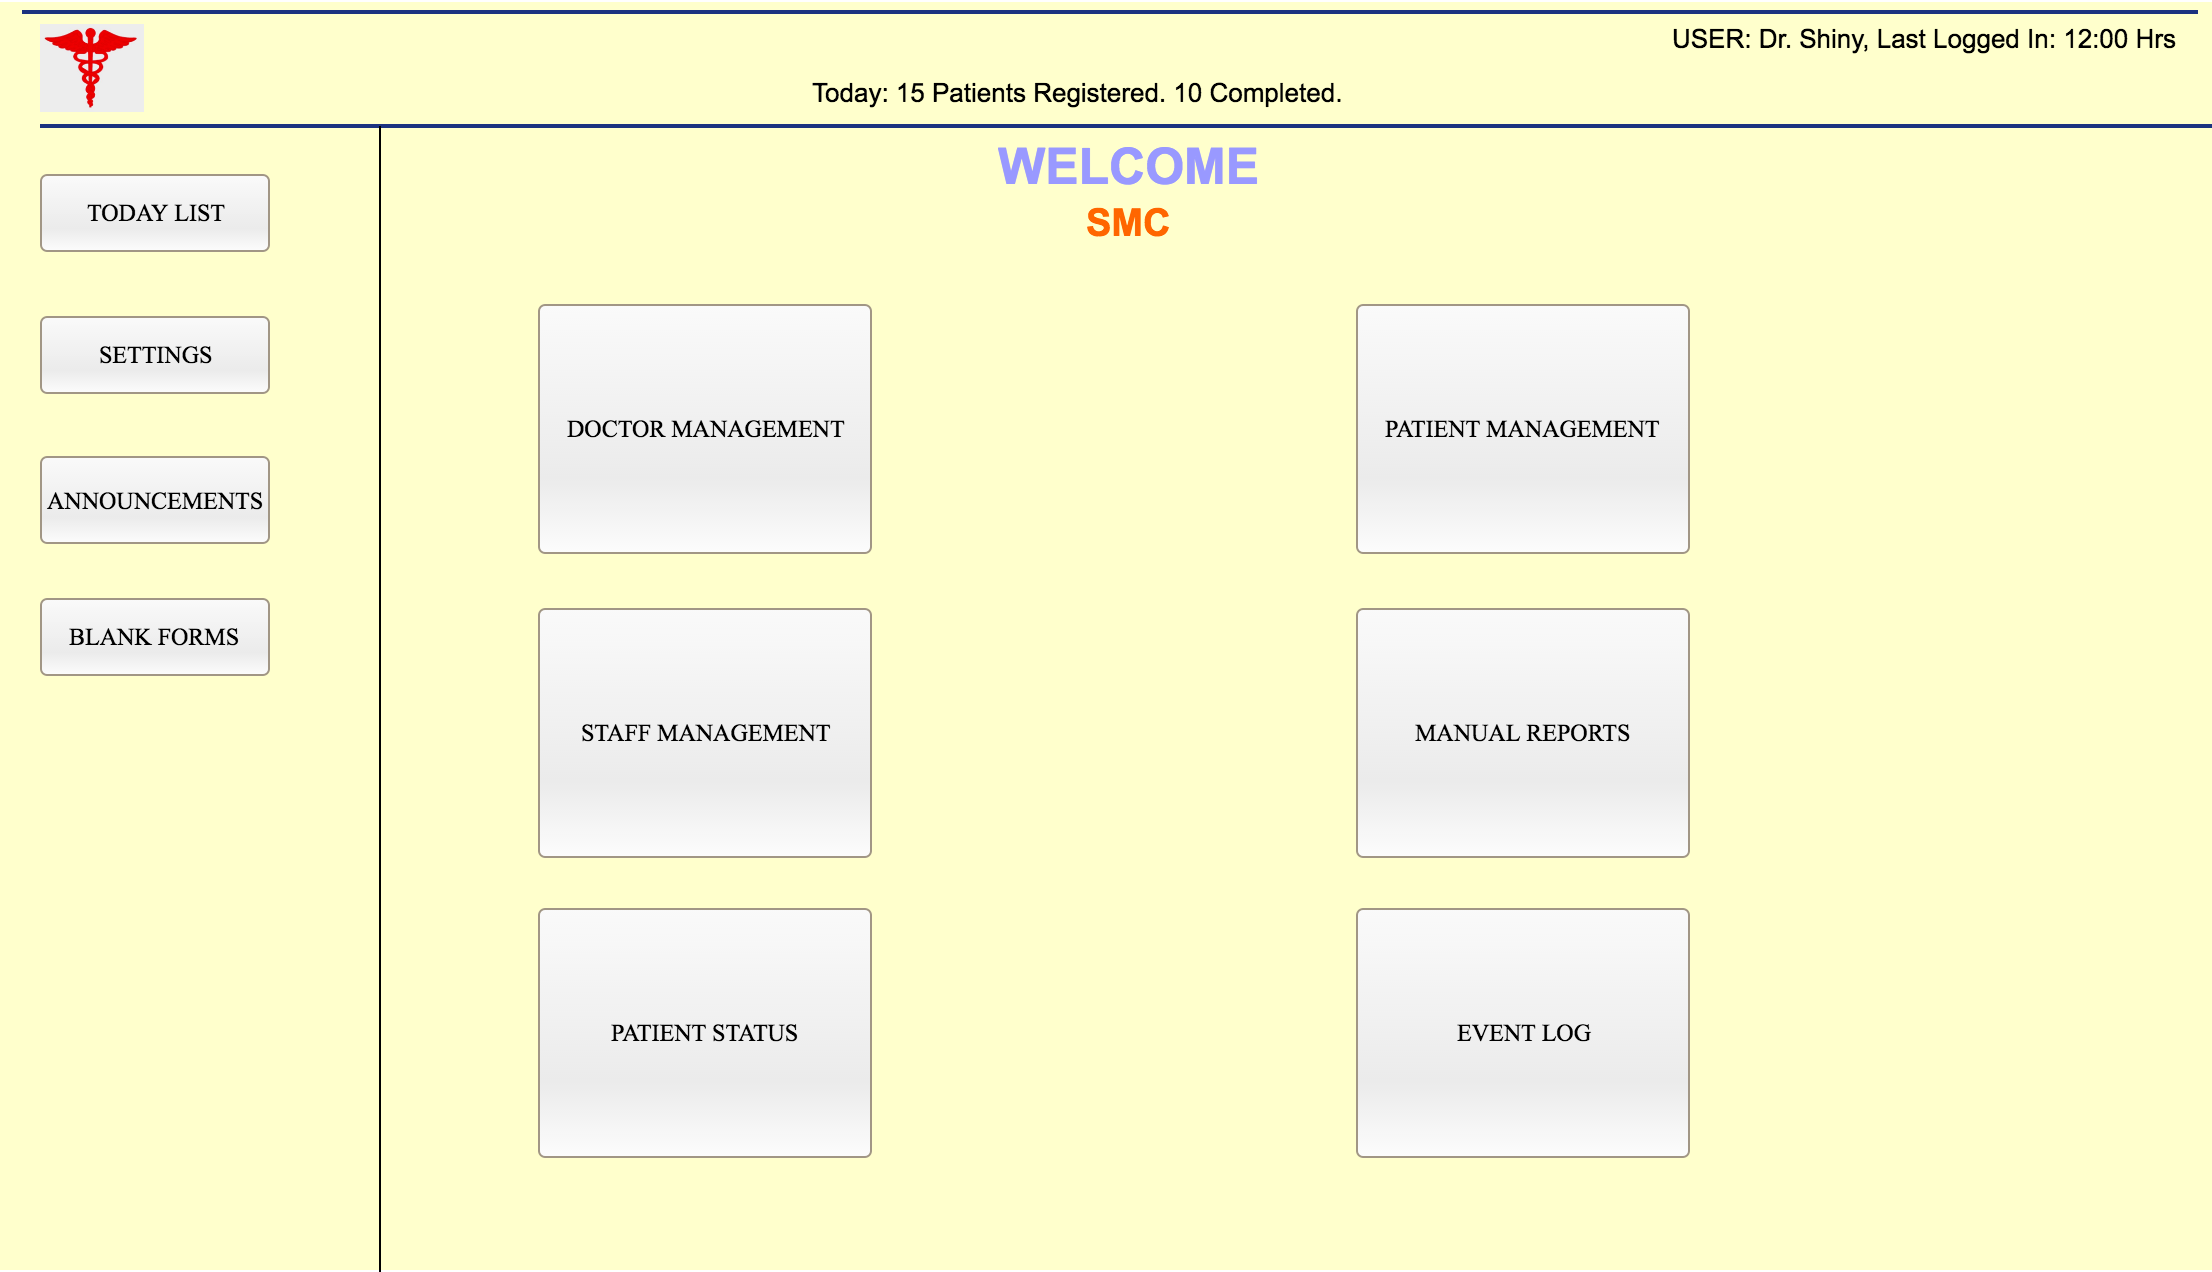 USER: Dr. Shiny, Last Logged In: 12:00 Hrs
Today: 15 Patients Registered. 10 Completed.
WELCOME
SMC
TODAY LIST
SETTINGS
ANNOUNCEMENTS
BLANK FORMS
DOCTOR MANAGEMENT
PATIENT MANAGEMENT
STAFF MANAGEMENT
MANUAL REPORTS
PATIENT STATUS
EVENT LOG